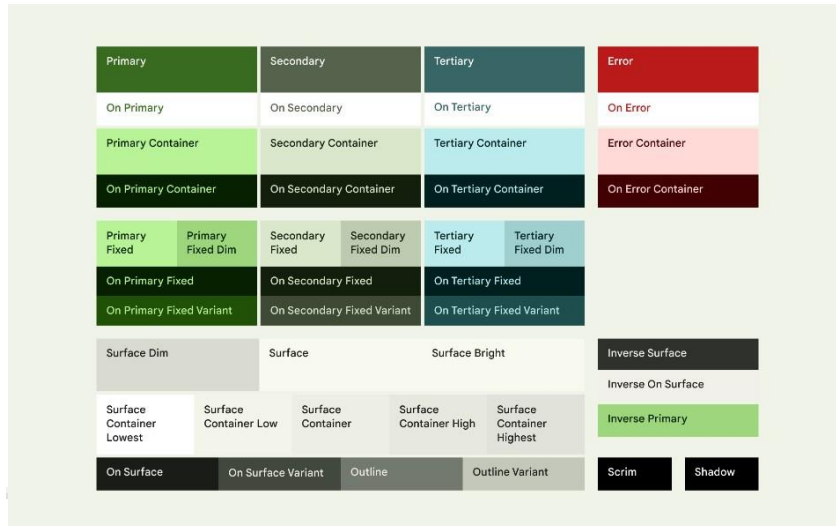 Primary
Secondary
Tertiary
Error
On Primary
On Secondary
On Tertiary
On Error
Primary Container
Secondary Container
Tertiary Container
Error Container
On Primary Container
On Secondary Container
On Tertiary Container
On Error Container
Primary
Fixed
Primary
Fixed Dim
Secondary
Fixed
Secondary
Fixed Dim
Tertiary
Fixed
Tertiary
Fixed Dim
On Primary Fixed
On Secondary Fixed
On Tertiary Fixed
On Primary Fixed Variant
On Secondary Fixed Variant
On Tertiary Fixed Variant
Surface Dim
Surface
Surface Bright
Inverse Surface
Inverse On Surface
Surface
Container
Lowest
Surface
Container Low
Surface
Container
Surface
Container High
Surface
Container
Highest
Inverse Primary
On Surface
On Surface Variant
Outline
Outline Variant
Scrim
Shadow